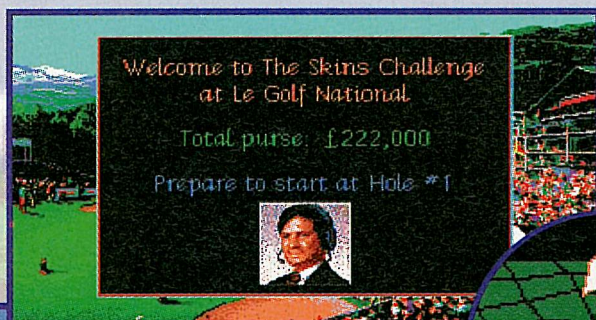 Welcome to The Skins Challenge
at Le Golf National
Total purse: £222,000
Prepare to start at Hole #1